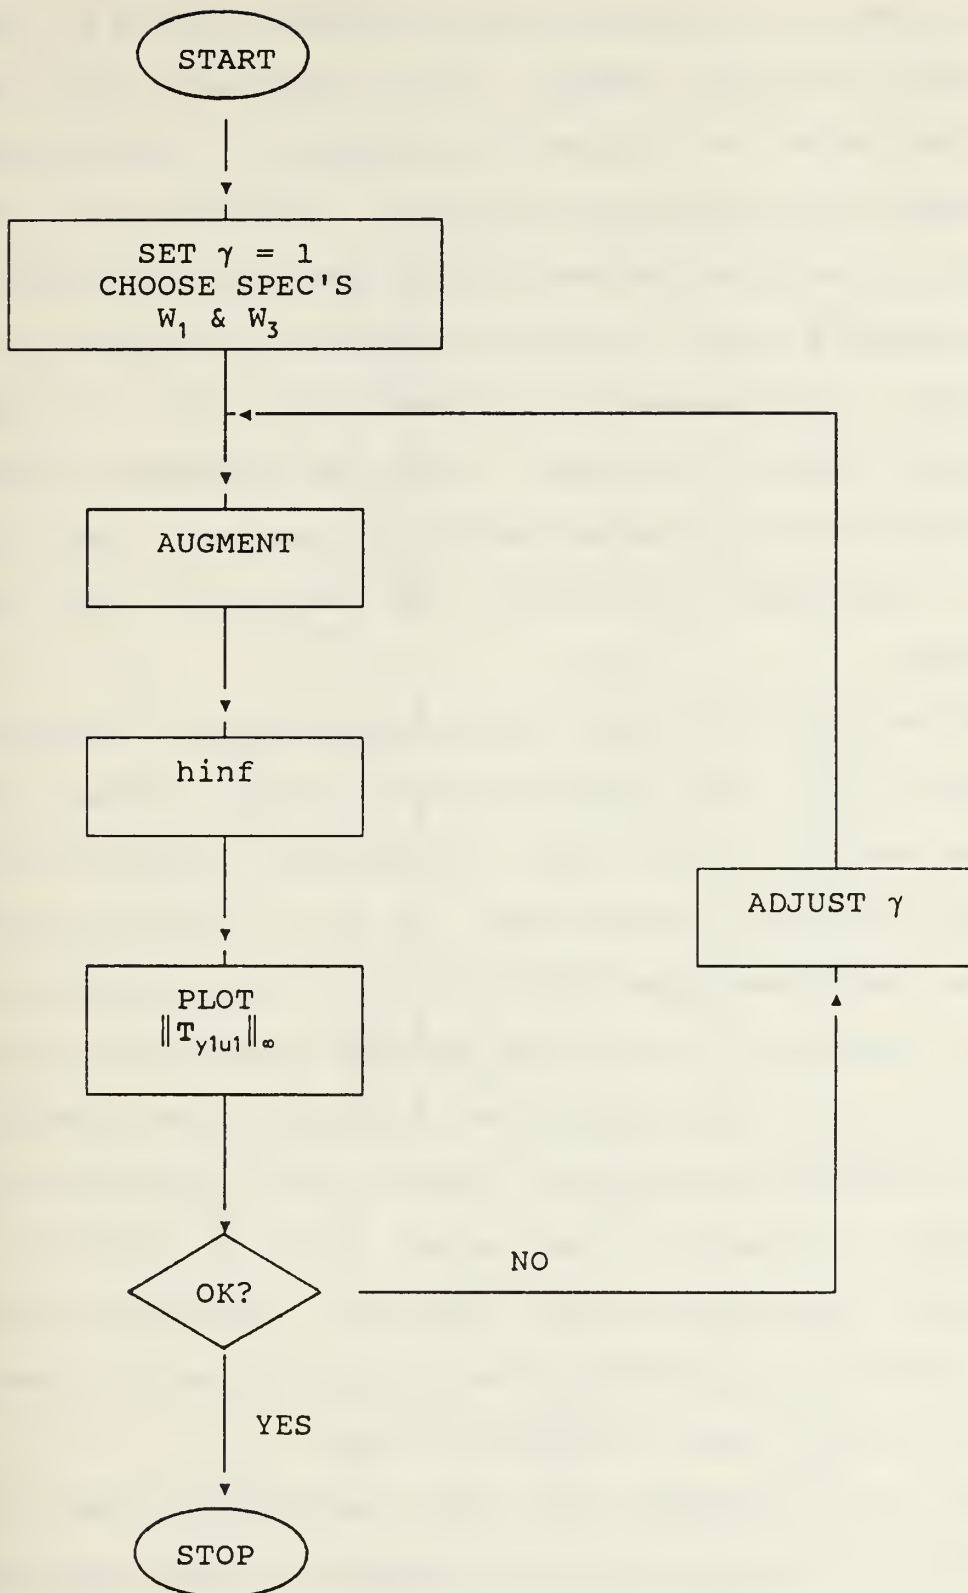 START
SET γ = 1
CHOOSE SPEC'S
W₁ & W₃
AUGMENT
hinf
ADJUST γ
PLOT
‖T_y1u1‖∞
NO
OK?
YES
STOP